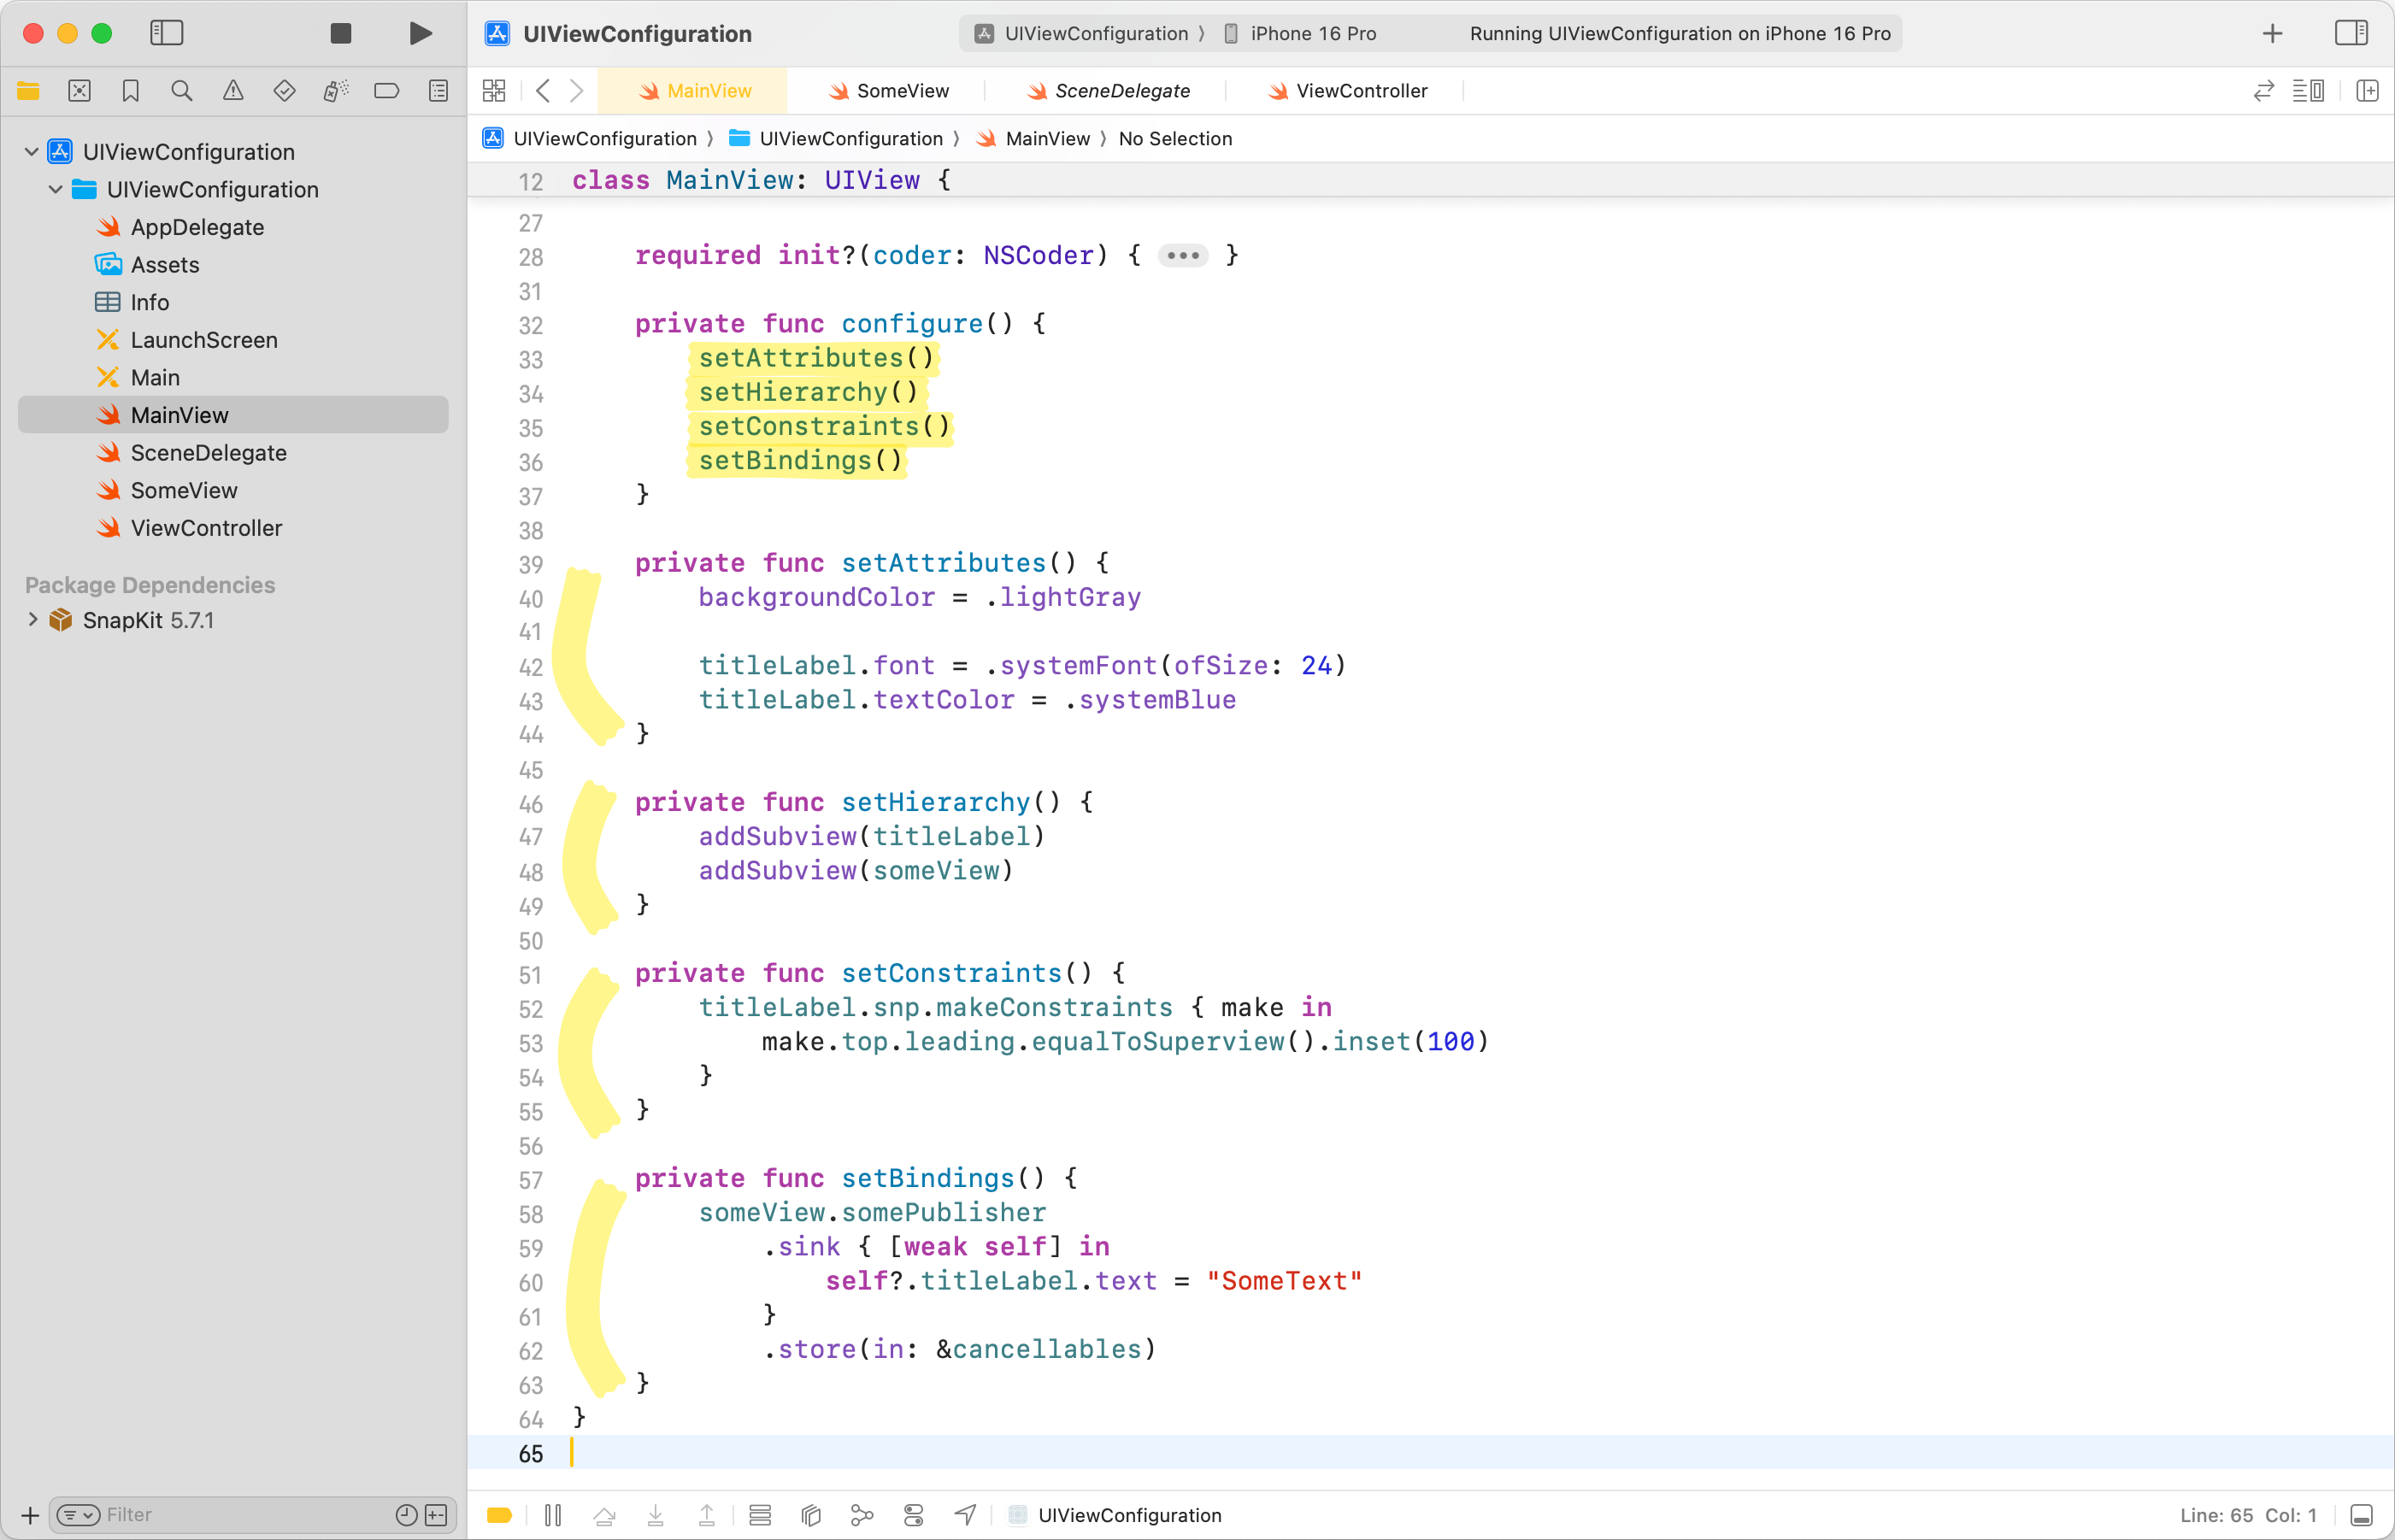 UIViewConfiguration
UIViewConfiguration 〉 iPhone 16 Pro
Running UIViewConfiguration on iPhone 16 Pro
MainView
SomeView
SceneDelegate
ViewController
UIViewConfiguration 〉 UIViewConfiguration 〉 MainView 〉 No Selection
UIViewConfiguration
UIViewConfiguration
AppDelegate
Assets
Info
LaunchScreen
Main
MainView
SceneDelegate
SomeView
ViewController
Package Dependencies
SnapKit 5.7.1
Filter
12 class MainView: UIView {
27
28     required init?(coder: NSCoder) { ••• }
31
32     private func configure() {
33         setAttributes()
34         setHierarchy()
35         setConstraints()
36         setBindings()
37     }
38
39     private func setAttributes() {
40         backgroundColor = .lightGray
41
42         titleLabel.font = .systemFont(ofSize: 24)
43         titleLabel.textColor = .systemBlue
44     }
45
46     private func setHierarchy() {
47         addSubview(titleLabel)
48         addSubview(someView)
49     }
50
51     private func setConstraints() {
52         titleLabel.snp.makeConstraints { make in
53             make.top.leading.equalToSuperview().inset(100)
54         }
55     }
56
57     private func setBindings() {
58         someView.somePublisher
59             .sink { [weak self] in
60                 self?.titleLabel.text = "SomeText"
61             }
62             .store(in: &cancellables)
63     }
64 }
65
UIViewConfiguration
Line: 65 Col: 1